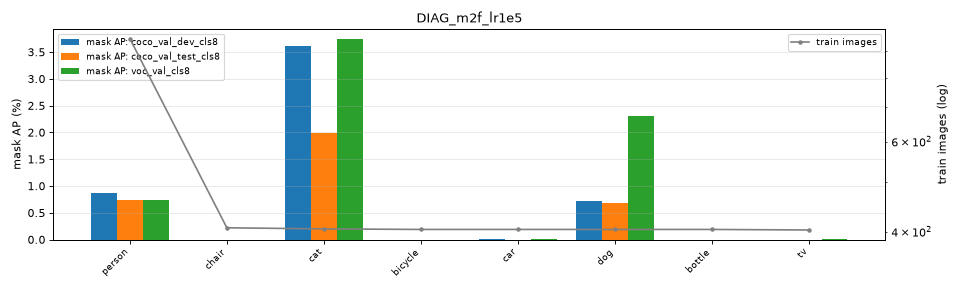 DIAG_m2f_lr1e5
mask AP: coco_val_dev_cls8
mask AP: coco_val_test_cls8
mask AP: voc_val_cls8
train images
mask AP (%)
3.5
3.0
2.5
2.0
1.5
1.0
0.5
0.0
6 × 10²
4 × 10²
train images (log)
person
chair
cat
bicycle
car
dog
bottle
tv